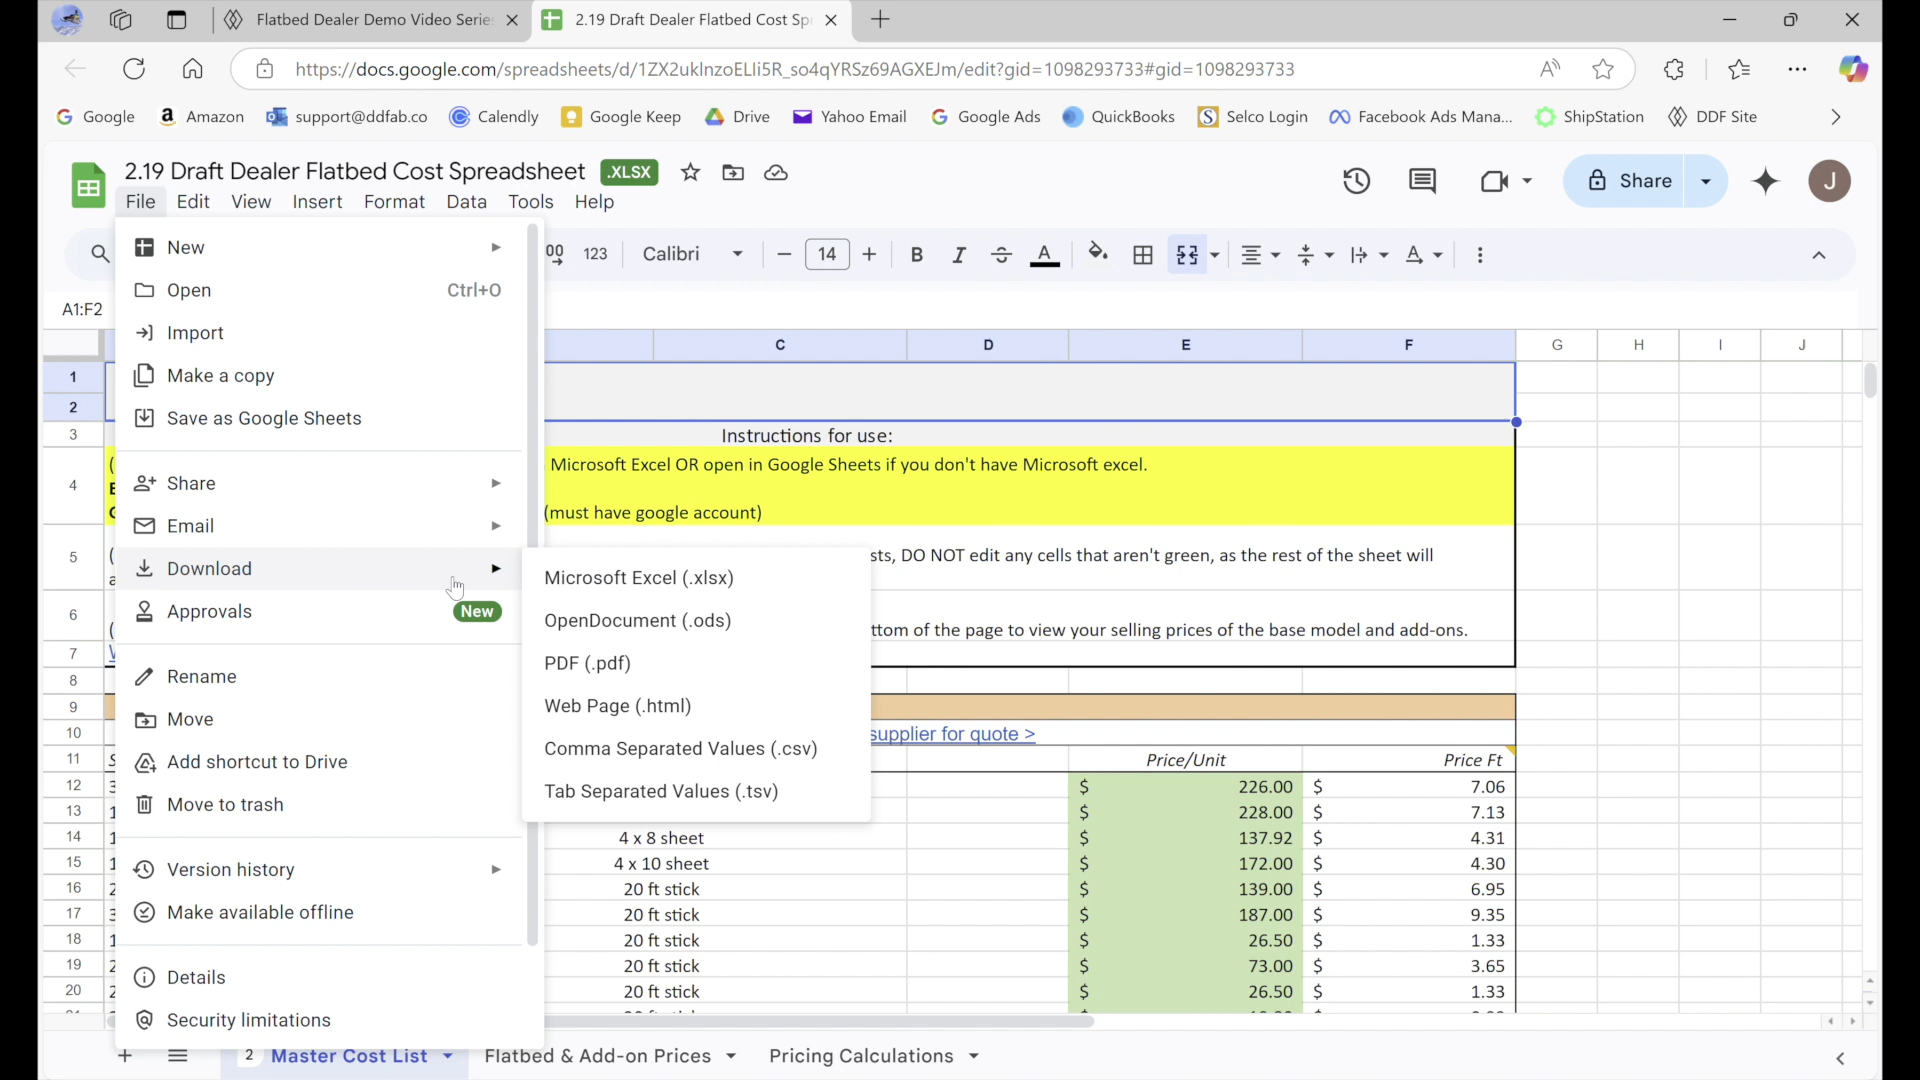 Flatbed Dealer Demo Video Serie
2.19 Draft Dealer Flatbed Cost Sp
https://docs.google.com/spreadsheets/d/1ZX2uklnzoELIi5R_so4qYRSz69AGXEJm/edit?gid=1098293733#gid=1098293733
Google Amazon support@ddfab.co Calendly Google Keep Drive Yahoo Email Google Ads QuickBooks Selco Login Facebook Ads Mana... ShipStation DDF Site
2.19 Draft Dealer Flatbed Cost Spreadsheet .XLSX
Share J
File Edit View Insert Format Data Tools Help
123 Calibri 14 B I
A1:F2
New
Open Ctrl+O
Import
Make a copy
Save as Google Sheets
Share
Email
Download
Approvals New
Rename
Move
Add shortcut to Drive
Move to trash
Version history
Make available offline
Details
Security limitations
Microsoft Excel (.xlsx)
OpenDocument (.ods)
PDF (.pdf)
Web Page (.html)
Comma Separated Values (.csv)
Tab Separated Values (.tsv)
C D E F G H I J
1
2
3 Instructions for use:
4 Microsoft Excel OR open in Google Sheets if you don't have Microsoft excel.
(must have google account)
5 sts, DO NOT edit any cells that aren't green, as the rest of the sheet will
6 ttom of the page to view your selling prices of the base model and add-ons.
7
8
9
10 supplier for quote >
11 Price/Unit Price Ft
12 $ 226.00 $ 7.06
13 $ 228.00 $ 7.13
14 4 x 8 sheet $ 137.92 $ 4.31
15 4 x 10 sheet $ 172.00 $ 4.30
16 20 ft stick $ 139.00 $ 6.95
17 20 ft stick $ 187.00 $ 9.35
18 20 ft stick $ 26.50 $ 1.33
19 20 ft stick $ 73.00 $ 3.65
20 20 ft stick $ 26.50 $ 1.33
2 Master Cost List Flatbed & Add-on Prices Pricing Calculations